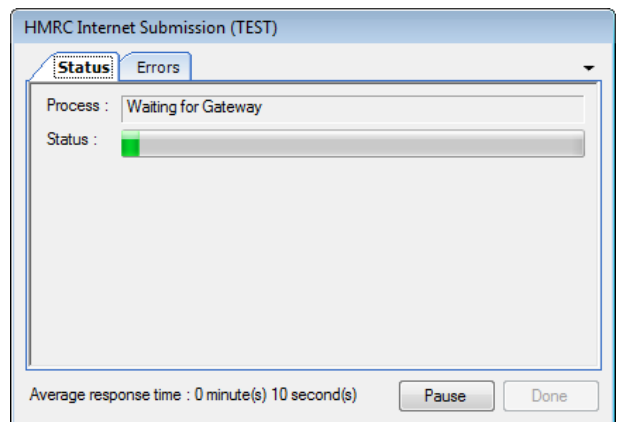 HMRC Internet Submission (TEST)
Status Errors
Process : Waiting for Gateway
Status :
Average response time : 0 minute(s) 10 second(s) Pause Done